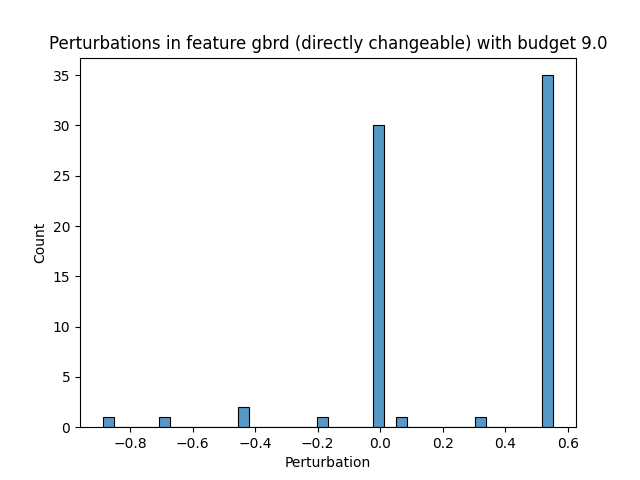 Perturbations in feature gbrd (directly changeable) with budget 9.0
35
30
25
20
15
10
5
0
Count
−0.8 −0.6 −0.4 −0.2 0.0 0.2 0.4 0.6
Perturbation